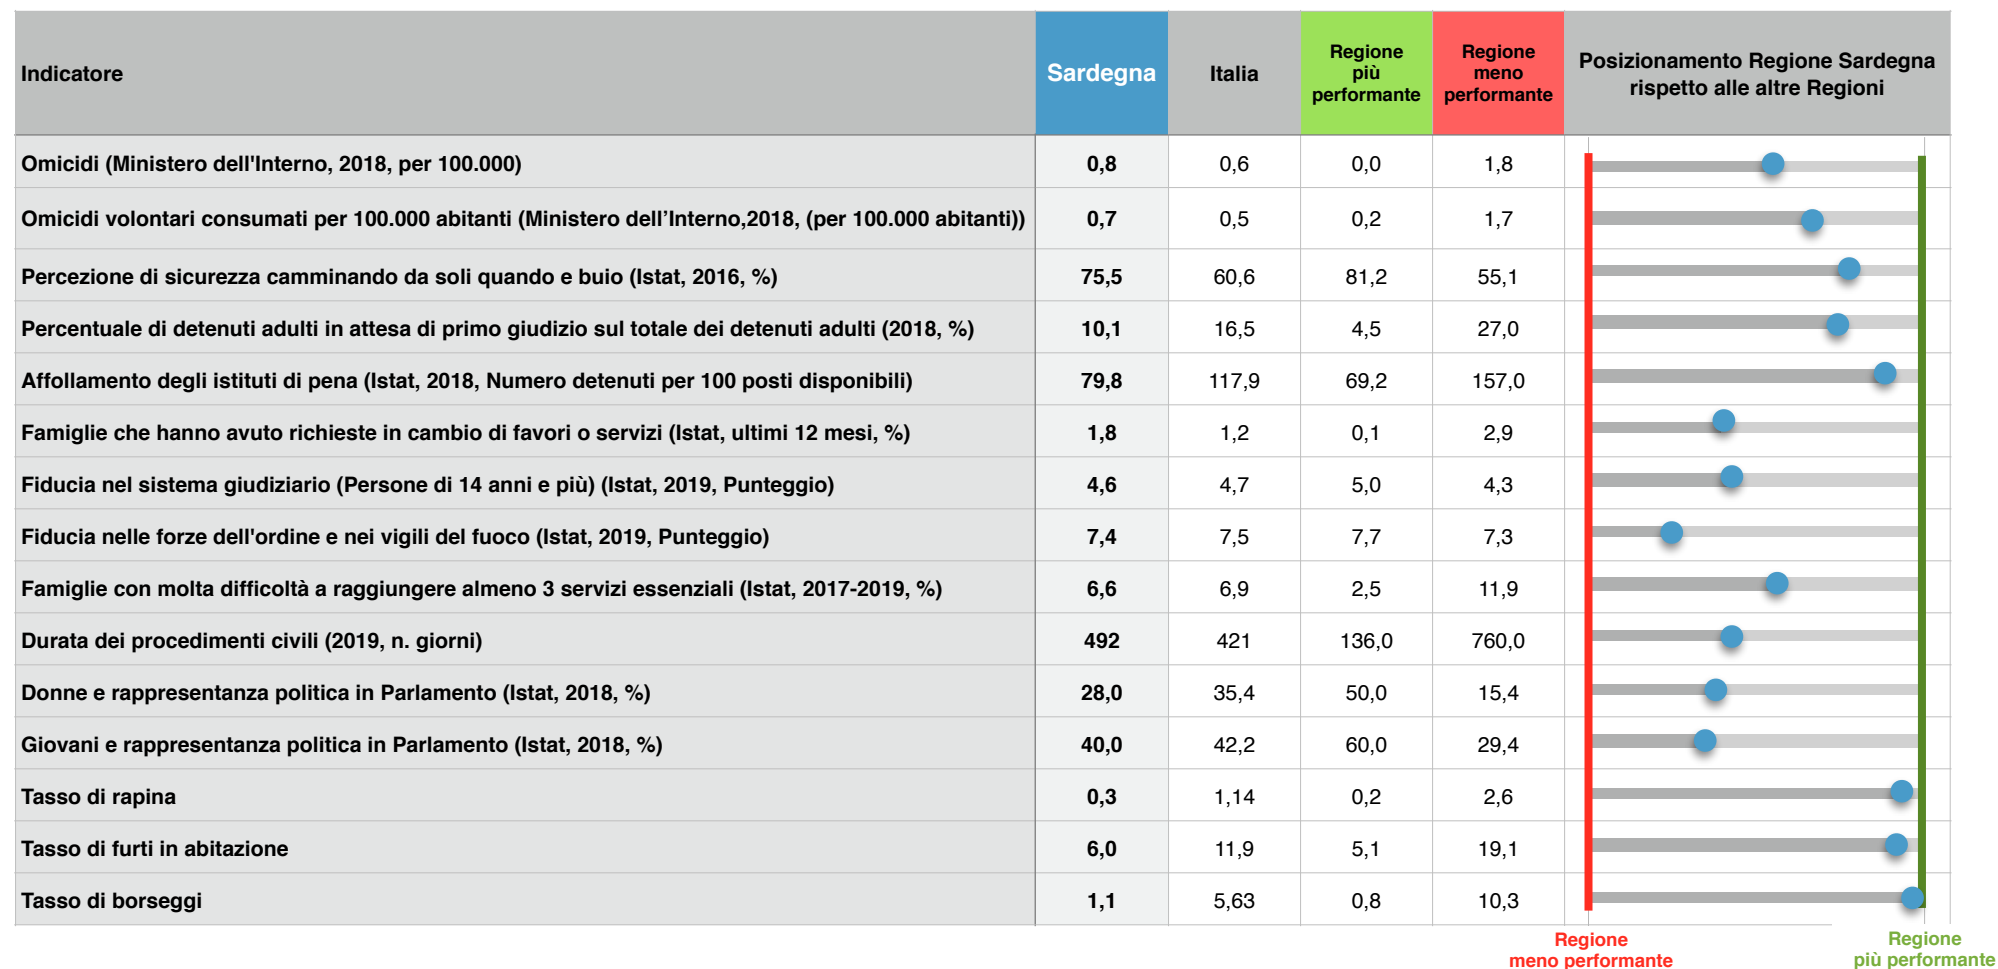 Indicatore
Sardegna
Italia
Regione
più
performante
Regione
meno
performante
Posizionamento Regione Sardegna
rispetto alle altre Regioni
Omicidi (Ministero dell'Interno, 2018, per 100.000) 0,8 0,6 0,0 1,8
Omicidi volontari consumati per 100.000 abitanti (Ministero dell’Interno,2018, (per 100.000 abitanti)) 0,7 0,5 0,2 1,7
Percezione di sicurezza camminando da soli quando e buio (Istat, 2016, %) 75,5 60,6 81,2 55,1
Percentuale di detenuti adulti in attesa di primo giudizio sul totale dei detenuti adulti (2018, %) 10,1 16,5 4,5 27,0
Affollamento degli istituti di pena (Istat, 2018, Numero detenuti per 100 posti disponibili) 79,8 117,9 69,2 157,0
Famiglie che hanno avuto richieste in cambio di favori o servizi (Istat, ultimi 12 mesi, %) 1,8 1,2 0,1 2,9
Fiducia nel sistema giudiziario (Persone di 14 anni e più) (Istat, 2019, Punteggio) 4,6 4,7 5,0 4,3
Fiducia nelle forze dell'ordine e nei vigili del fuoco (Istat, 2019, Punteggio) 7,4 7,5 7,7 7,3
Famiglie con molta difficoltà a raggiungere almeno 3 servizi essenziali (Istat, 2017-2019, %) 6,6 6,9 2,5 11,9
Durata dei procedimenti civili (2019, n. giorni) 492 421 136,0 760,0
Donne e rappresentanza politica in Parlamento (Istat, 2018, %) 28,0 35,4 50,0 15,4
Giovani e rappresentanza politica in Parlamento (Istat, 2018, %) 40,0 42,2 60,0 29,4
Tasso di rapina 0,3 1,14 0,2 2,6
Tasso di furti in abitazione 6,0 11,9 5,1 19,1
Tasso di borseggi 1,1 5,63 0,8 10,3
Regione
meno performante
Regione
più performante